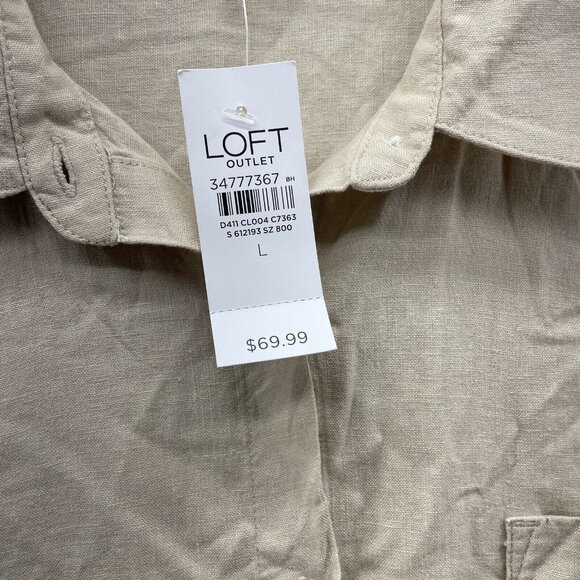 LOFT
OUTLET
34777367 BH
D411 CL004 C7363
S 612193 SZ 800
L
$69.99